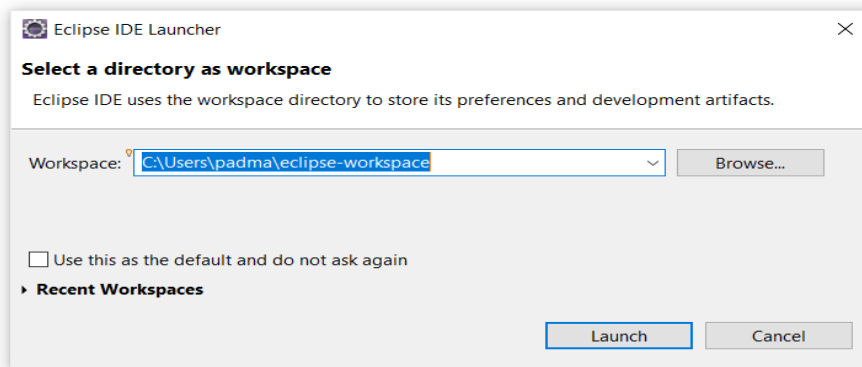 Eclipse IDE Launcher
Select a directory as workspace
Eclipse IDE uses the workspace directory to store its preferences and development artifacts.
Workspace: C:\Users\padma\eclipse-workspace Browse...
Use this as the default and do not ask again
Recent Workspaces
Launch Cancel